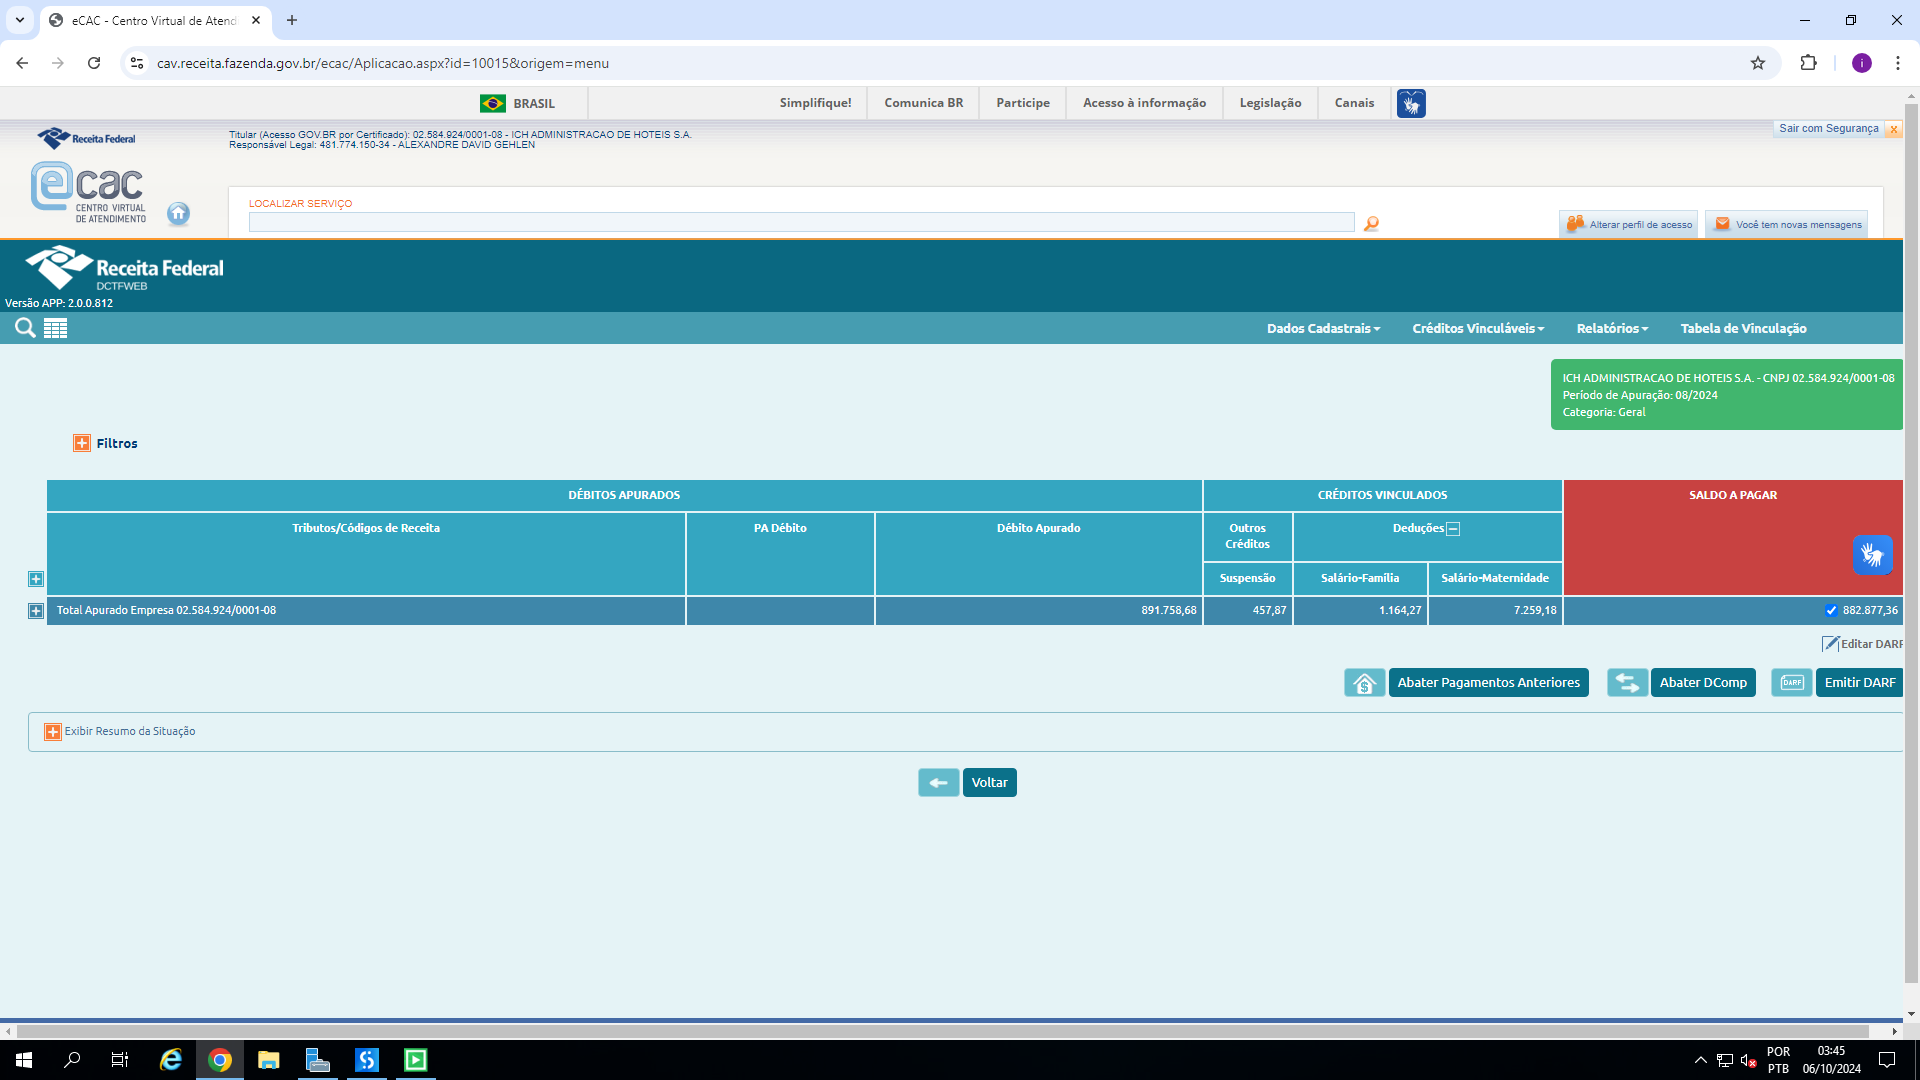 eCAC - Centro Virtual de Atend
cav.receita.fazenda.gov.br/ecac/Aplicacao.aspx?id=10015&origem=menu
i
BRASIL
Simplifique!
Comunica BR
Participe
Acesso à informação
Legislação
Canais
Receita Federal
Titular (Acesso GOV.BR por Certificado): 02.584.924/0001-08 - ICH ADMINISTRACAO DE HOTEIS S.A.
Responsável Legal: 481.774.150-34 - ALEXANDRE DAVID GEHLEN
Sair com Segurança
x
ecac
CENTRO VIRTUAL
DE ATENDIMENTO
LOCALIZAR SERVIÇO
Alterar perfil de acesso
Você tem novas mensagens
Receita Federal
DCTFWEB
Versão APP: 2.0.0.812
Dados Cadastrais
Créditos Vinculáveis
Relatórios
Tabela de Vinculação
ICH ADMINISTRACAO DE HOTEIS S.A. - CNPJ 02.584.924/0001-08
Período de Apuração: 08/2024
Categoria: Geral
Filtros
DÉBITOS APURADOS
CRÉDITOS VINCULADOS
SALDO A PAGAR
Tributos/Códigos de Receita
PA Débito
Débito Apurado
Outros
Créditos
Deduções
Suspensão
Salário-Família
Salário-Maternidade
Total Apurado Empresa 02.584.924/0001-08
891.758,68
457,87
1.164,27
7.259,18
882.877,36
Editar DARF
Abater Pagamentos Anteriores
Abater DComp
DARF
Emitir DARF
Exibir Resumo da Situação
Voltar
POR
PTB
03:45
06/10/2024